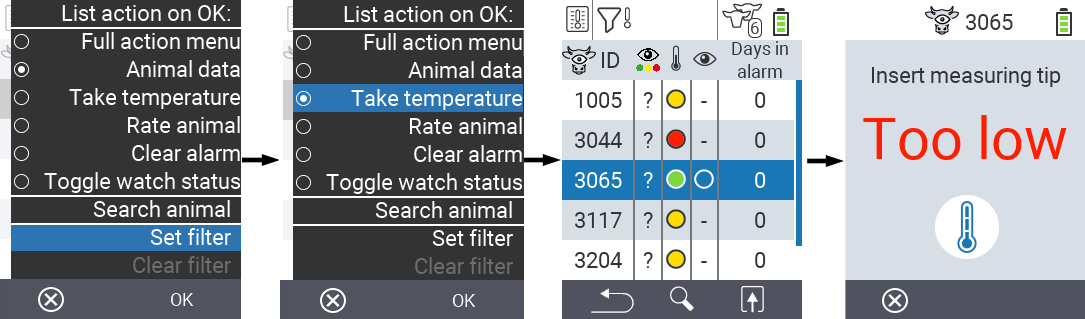 List action on OK:
Full action menu
Animal data
Take temperature
Rate animal
Clear alarm
Toggle watch status
Search animal
Set filter
Clear filter
OK
List action on OK:
Full action menu
Animal data
Take temperature
Rate animal
Clear alarm
Toggle watch status
Search animal
Set filter
Clear filter
OK
6
ID Days in
alarm
1005 ? - 0
3044 ? - 0
3065 ? 0
3117 ? - 0
3204 ? - 0
3065
Insert measuring tip
Too low